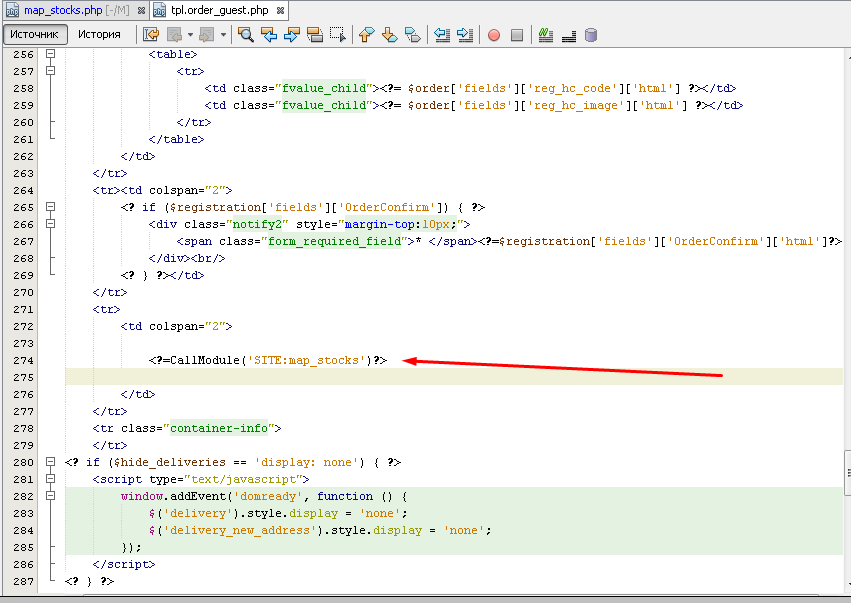 map_stocks.php [-/M]
tpl.order_guest.php
Источник
История
256 <table>
257 <tr>
258 <td class="fvalue_child"><?= $order['fields']['reg_hc_code']['html'] ?></td>
259 <td class="fvalue_child"><?= $order['fields']['reg_hc_image']['html'] ?></td>
260 </tr>
261 </table>
262 </td>
263 </tr>
264 <tr><td colspan="2">
265 <? if ($registration['fields']['OrderConfirm']) { ?>
266 <div class="notify2" style="margin-top:10px;">
267 <span class="form_required_field">* </span><?=$registration['fields']['OrderConfirm']['html']?>
268 </div><br/>
269 <? } ?></td>
270 </tr>
271 <tr>
272 <td colspan="2">
273
274 <?=CallModule('SITE:map_stocks')?>
275
276 </td>
277 </tr>
278 <tr class="container-info">
279 </tr>
280 <? if ($hide_deliveries == 'display: none') { ?>
281 <script type="text/javascript">
282 window.addEvent('domready', function () {
283 $('delivery').style.display = 'none';
284 $('delivery_new_address').style.display = 'none';
285 });
286 </script>
287 <? } ?>